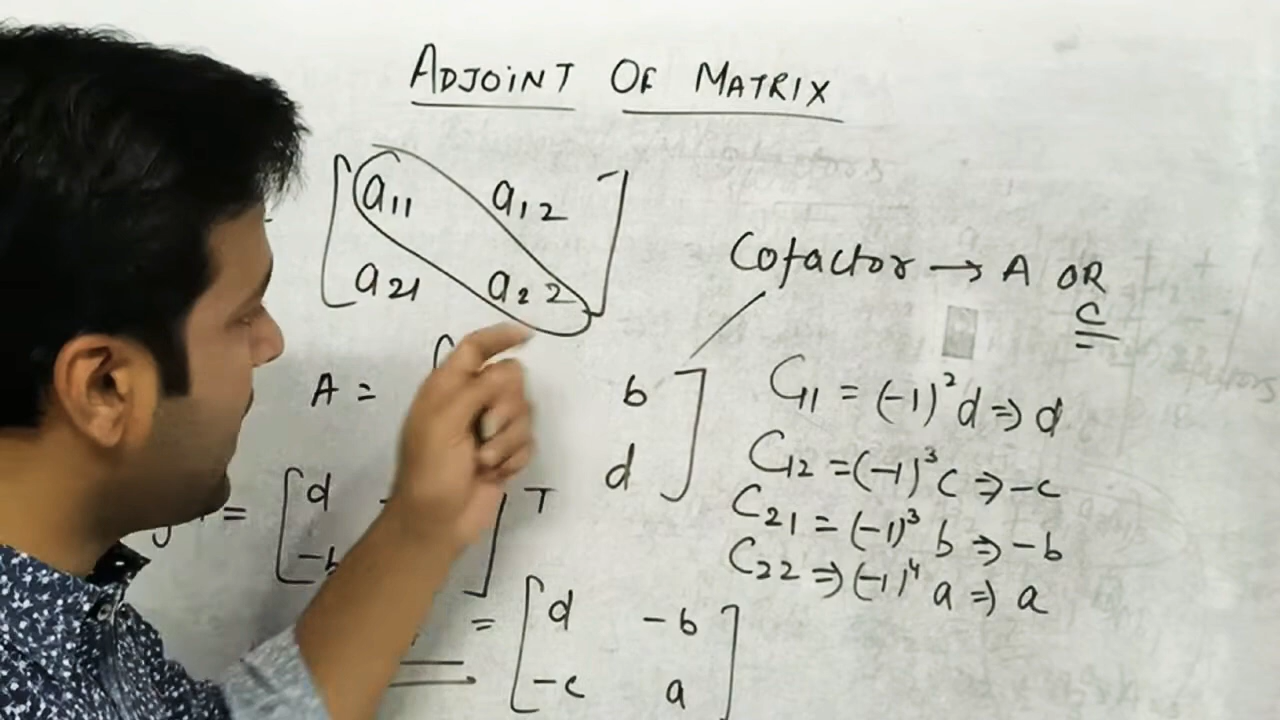 ADJOINT OF MATRIX
a11 a12
a21 a22
Cofactor → A OR
C
A = [ b
d ]
C11 = (-1)^2 d ⇒ d
C12 = (-1)^3 c ⇒ -c
C21 = (-1)^3 b ⇒ -b
C22 ⇒ (-1)^4 a ⇒ a
= [ d ] T
-b
= [ d -b
-c a ]